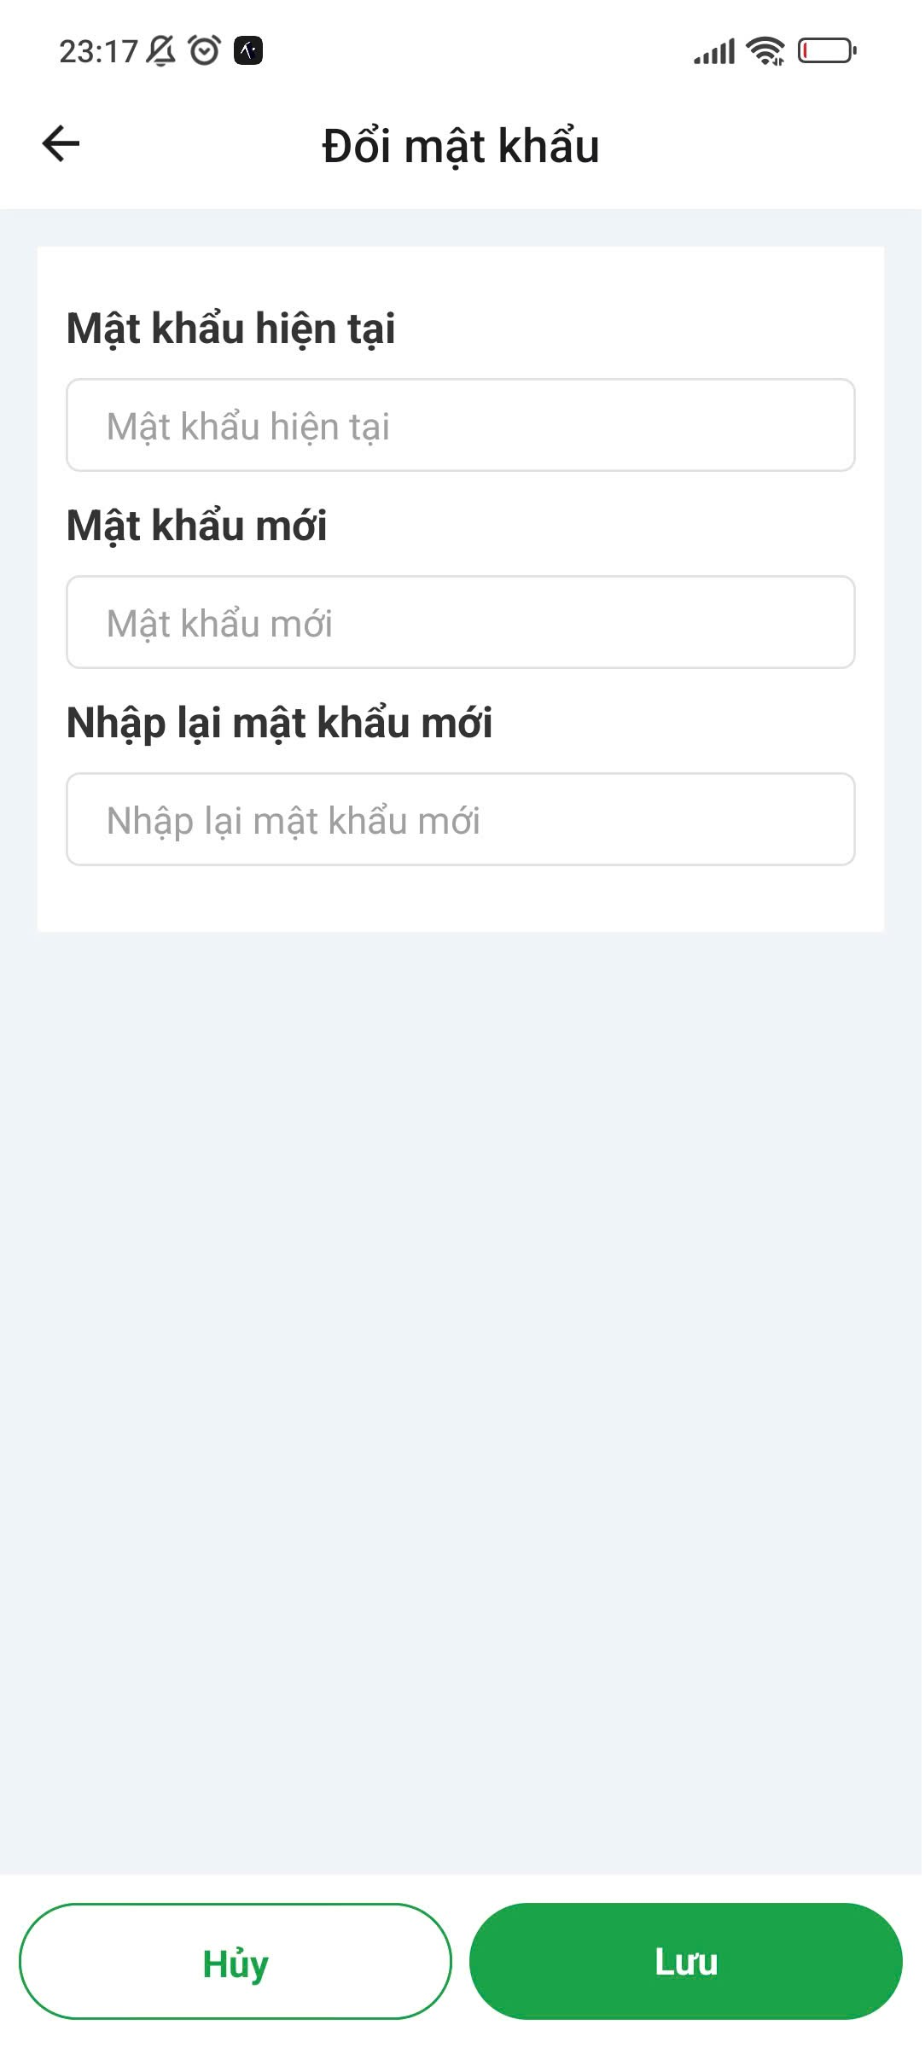 23:17
Đổi mật khẩu
Mật khẩu hiện tại
Mật khẩu hiện tại
Mật khẩu mới
Mật khẩu mới
Nhập lại mật khẩu mới
Nhập lại mật khẩu mới
Hủy
Lưu